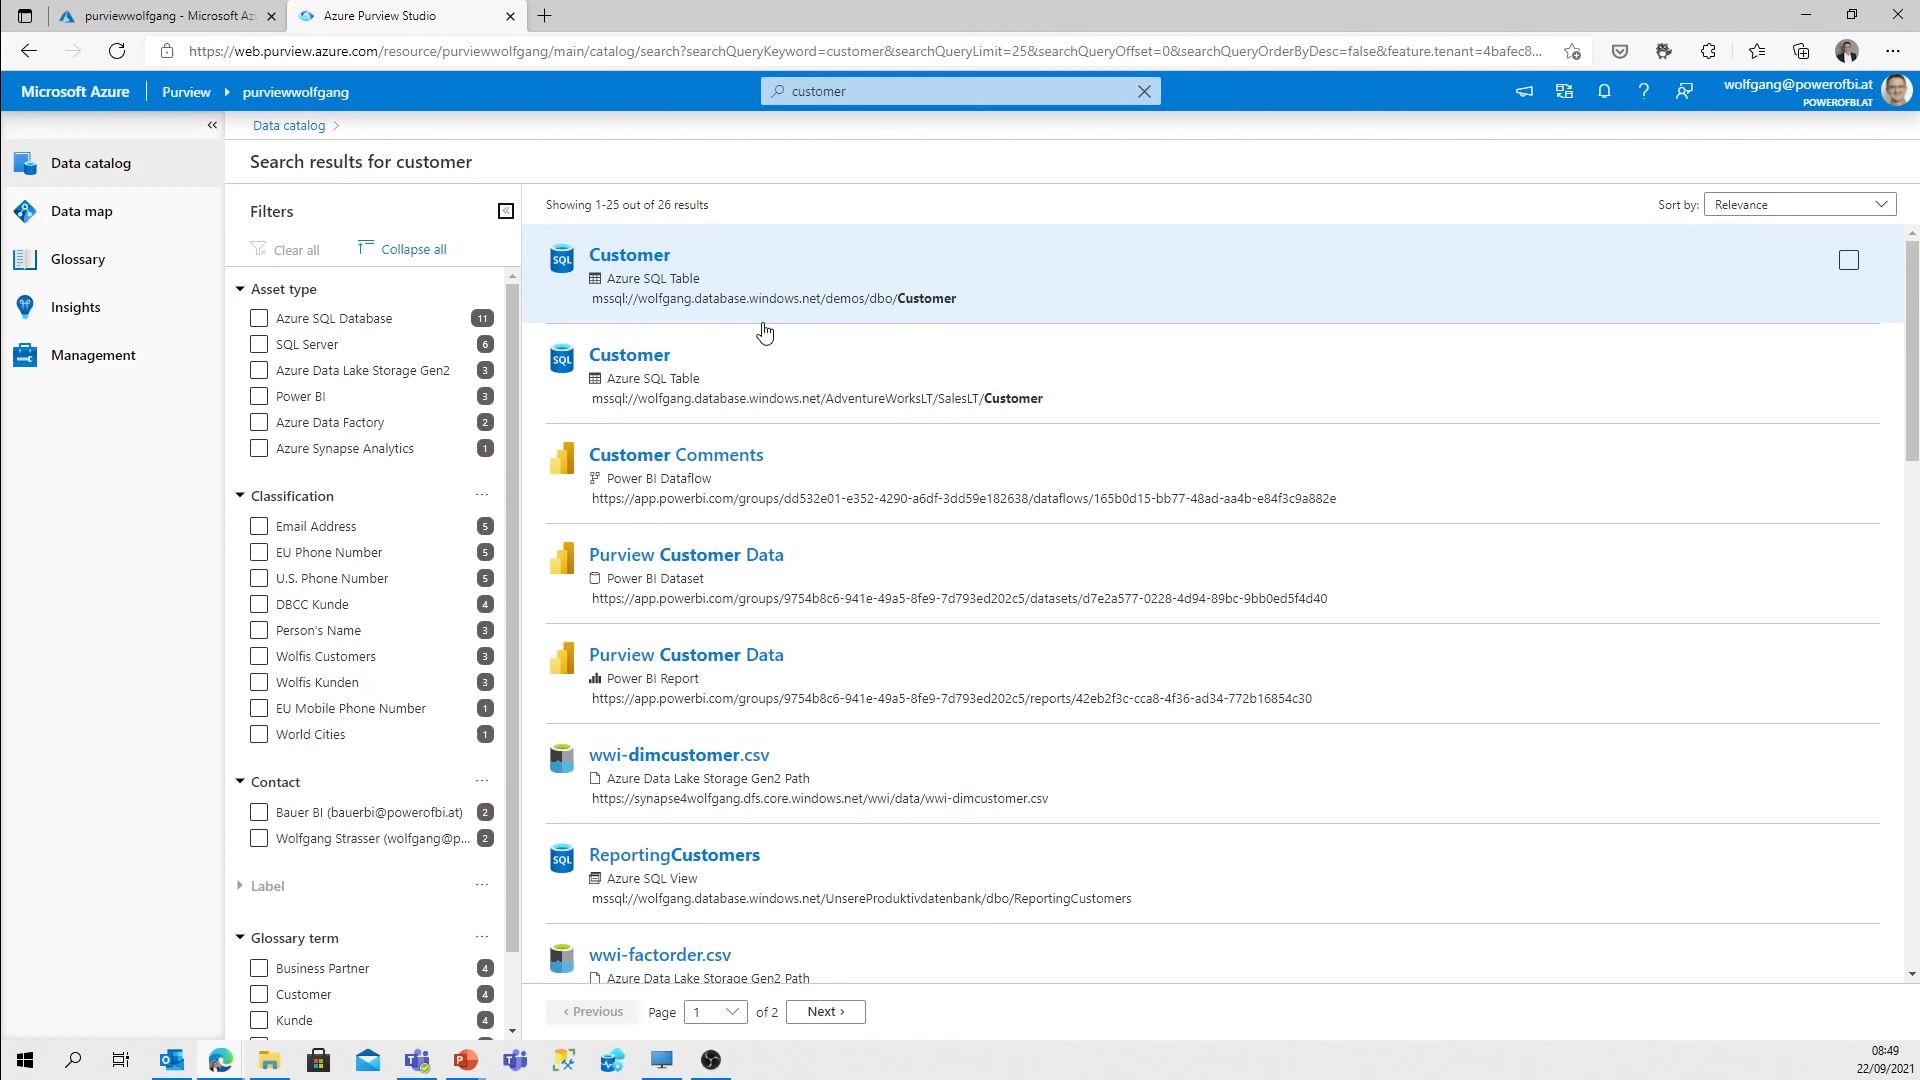 purviewwolfgang - Microsoft Az
Azure Purview Studio
https://web.purview.azure.com/resource/purviewwolfgang/main/catalog/search?searchQueryKeyword=customer&searchQueryLimit=25&searchQueryOffset=0&searchQueryOrderByDesc=false&feature.tenant=4bafec8...
Microsoft Azure
Purview
purviewwolfgang
customer
wolfgang@powerofbi.at
POWEROFBI.AT
Data catalog
Data map
Glossary
Insights
Management
Data catalog
Search results for customer
Filters
Clear all
Collapse all
Asset type
Azure SQL Database 11
SQL Server 6
Azure Data Lake Storage Gen2 3
Power BI 3
Azure Data Factory 2
Azure Synapse Analytics 1
Classification ...
Email Address 5
EU Phone Number 5
U.S. Phone Number 5
DBCC Kunde 4
Person's Name 3
Wolfis Customers 3
Wolfis Kunden 3
EU Mobile Phone Number 1
World Cities 1
Contact ...
Bauer BI (bauerbi@powerofbi.at) 2
Wolfgang Strasser (wolfgang@p... 2
Label ...
Glossary term ...
Business Partner 4
Customer 4
Kunde 4
Showing 1-25 out of 26 results
Sort by: Relevance
SQL
Customer
Azure SQL Table
mssql://wolfgang.database.windows.net/demos/dbo/Customer
SQL
Customer
Azure SQL Table
mssql://wolfgang.database.windows.net/AdventureWorksLT/SalesLT/Customer
Customer Comments
Power BI Dataflow
https://app.powerbi.com/groups/dd532e01-e352-4290-a6df-3dd59e182638/dataflows/165b0d15-bb77-48ad-aa4b-e84f3c9a882e
Purview Customer Data
Power BI Dataset
https://app.powerbi.com/groups/9754b8c6-941e-49a5-8fe9-7d793ed202c5/datasets/d7e2a577-0228-4d94-89bc-9bb0ed5f4d40
Purview Customer Data
Power BI Report
https://app.powerbi.com/groups/9754b8c6-941e-49a5-8fe9-7d793ed202c5/reports/42eb2f3c-cca8-4f36-ad34-772b16854c30
wwi-dimcustomer.csv
Azure Data Lake Storage Gen2 Path
https://synapse4wolfgang.dfs.core.windows.net/wwi/data/wwi-dimcustomer.csv
SQL
ReportingCustomers
Azure SQL View
mssql://wolfgang.database.windows.net/UnsereProduktivdatenbank/dbo/ReportingCustomers
wwi-factorder.csv
Azure Data Lake Storage Gen2 Path
‹ Previous
Page 1 of 2
Next ›
08:49
22/09/2021